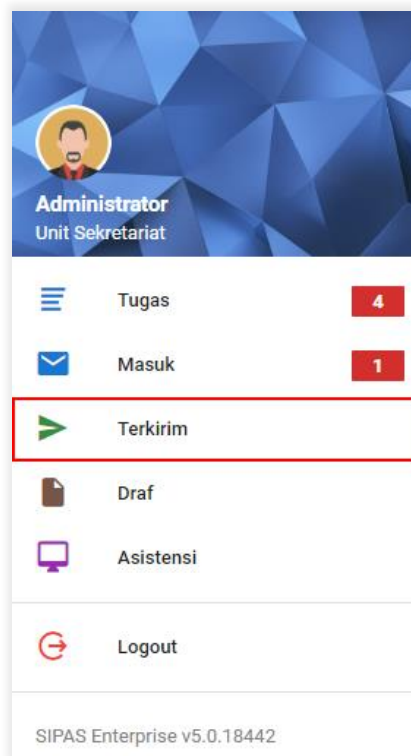 Administrator
Unit Sekretariat
Tugas 4
Masuk 1
Terkirim
Draf
Asistensi
Logout
SIPAS Enterprise v5.0.18442